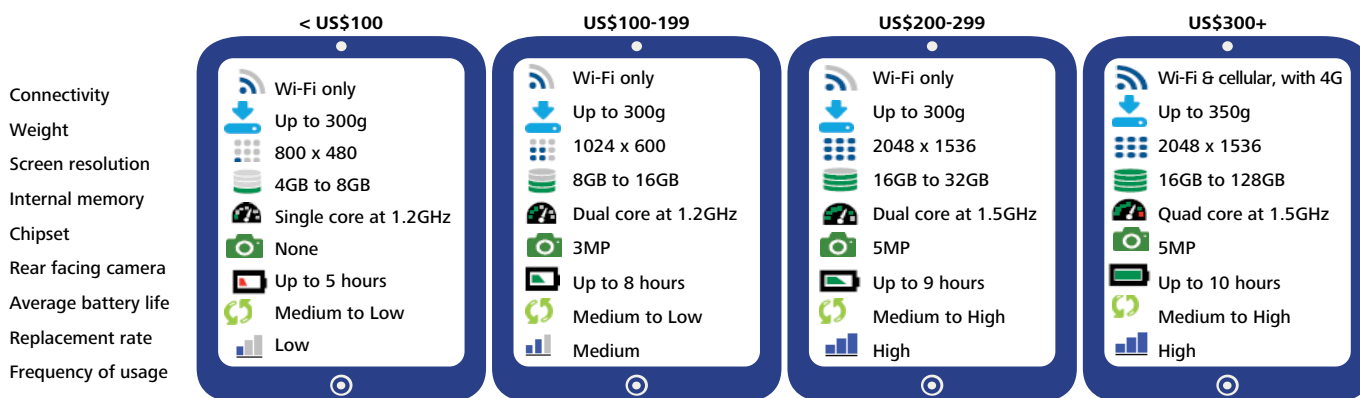 < US$100
US$100-199
US$200-299
US$300+
Connectivity
Weight
Screen resolution
Internal memory
Chipset
Rear facing camera
Average battery life
Replacement rate
Frequency of usage
Wi-Fi only
Up to 300g
800 x 480
4GB to 8GB
Single core at 1.2GHz
None
Up to 5 hours
Medium to Low
Low
Wi-Fi only
Up to 300g
1024 x 600
8GB to 16GB
Dual core at 1.2GHz
3MP
Up to 8 hours
Medium to Low
Medium
Wi-Fi only
Up to 300g
2048 x 1536
16GB to 32GB
Dual core at 1.5GHz
5MP
Up to 9 hours
Medium to High
High
Wi-Fi & cellular, with 4G
Up to 350g
2048 x 1536
16GB to 128GB
Quad core at 1.5GHz
5MP
Up to 10 hours
Medium to High
High